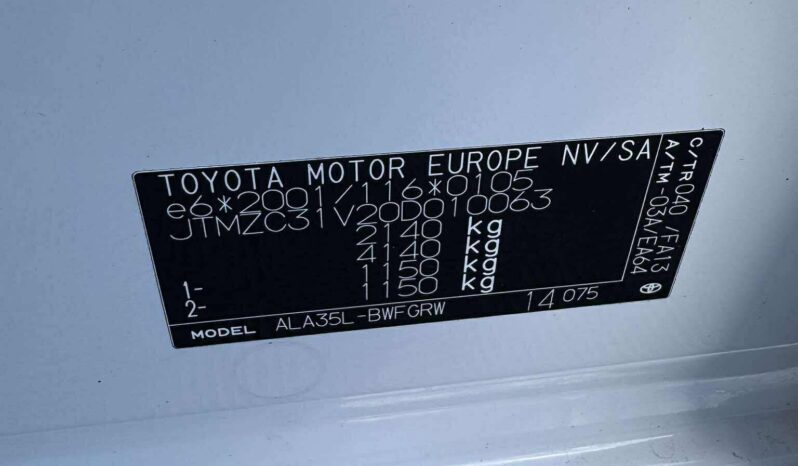 TOYOTA MOTOR EUROPE NV/SA
e6*2001/116*0105
JTMZC31V20D010063
2140 kg
4140 kg
1- 1150 kg
2- 1150 kg
MODEL ALA35L-BWFGRW 14 075
C/TR040 /FA13
A/TM-03A/EA64